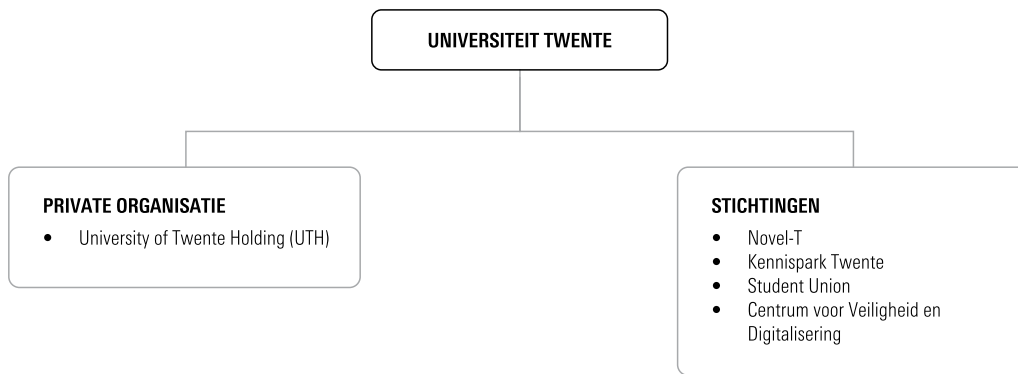 UNIVERSITEIT TWENTE
PRIVATE ORGANISATIE
• University of Twente Holding (UTH)
STICHTINGEN
• Novel-T
• Kennispark Twente
• Student Union
• Centrum voor Veiligheid en
Digitalisering